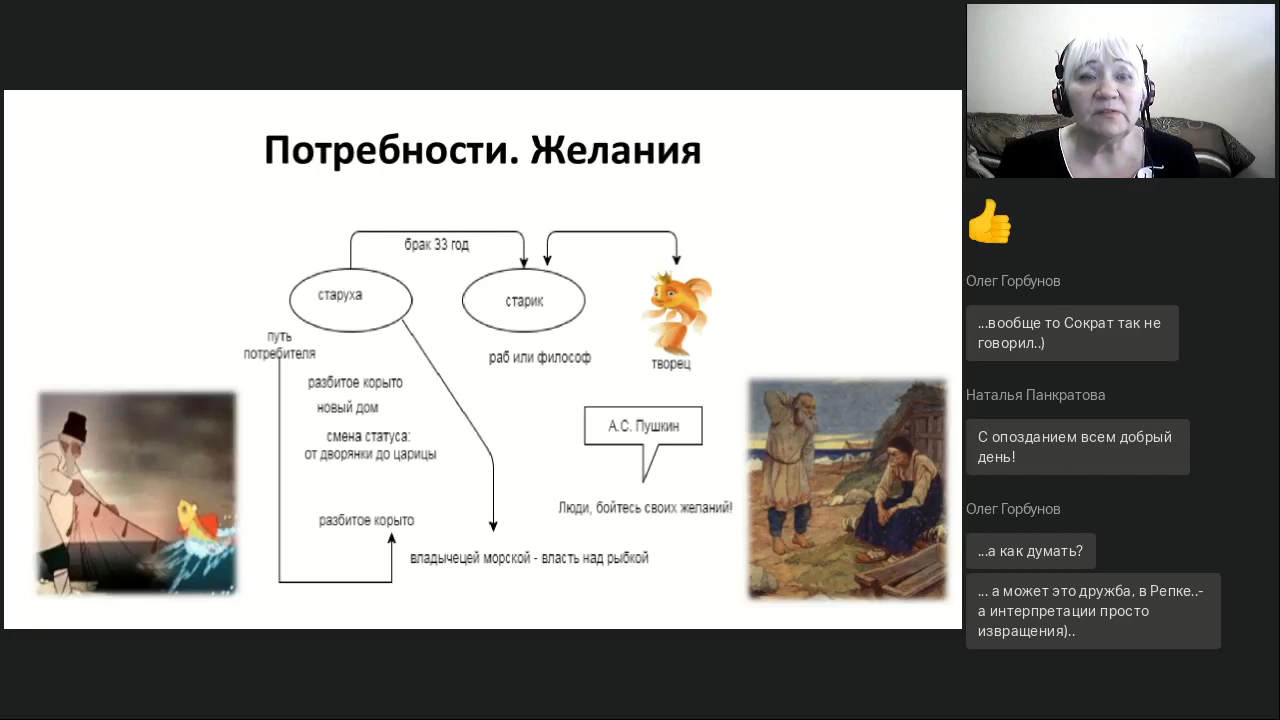 Потребности. Желания
брак 33 год
старуха
старик
путь
потребителя
раб или философ
творец
разбитое корыто
новый дом
смена статуса:
от дворянки до царицы
А.С. Пушкин
Люди, бойтесь своих желаний!
разбитое корыто
владычецей морской - власть над рыбкой
Олег Горбунов
...вообще то Сократ так не
говорил..)
Наталья Панкратова
С опозданием всем добрый
день!
Олег Горбунов
...а как думать?
... а может это дружба, в Репке..-
а интерпретации просто
извращения)..